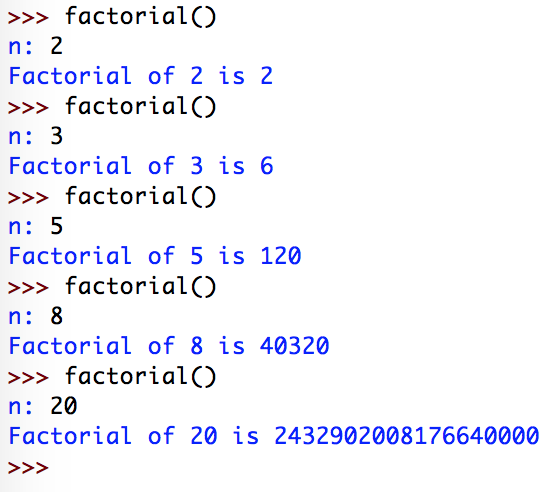 >>> factorial()
n: 2
Factorial of 2 is 2
>>> factorial()
n: 3
Factorial of 3 is 6
>>> factorial()
n: 5
Factorial of 5 is 120
>>> factorial()
n: 8
Factorial of 8 is 40320
>>> factorial()
n: 20
Factorial of 20 is 2432902008176640000
>>>